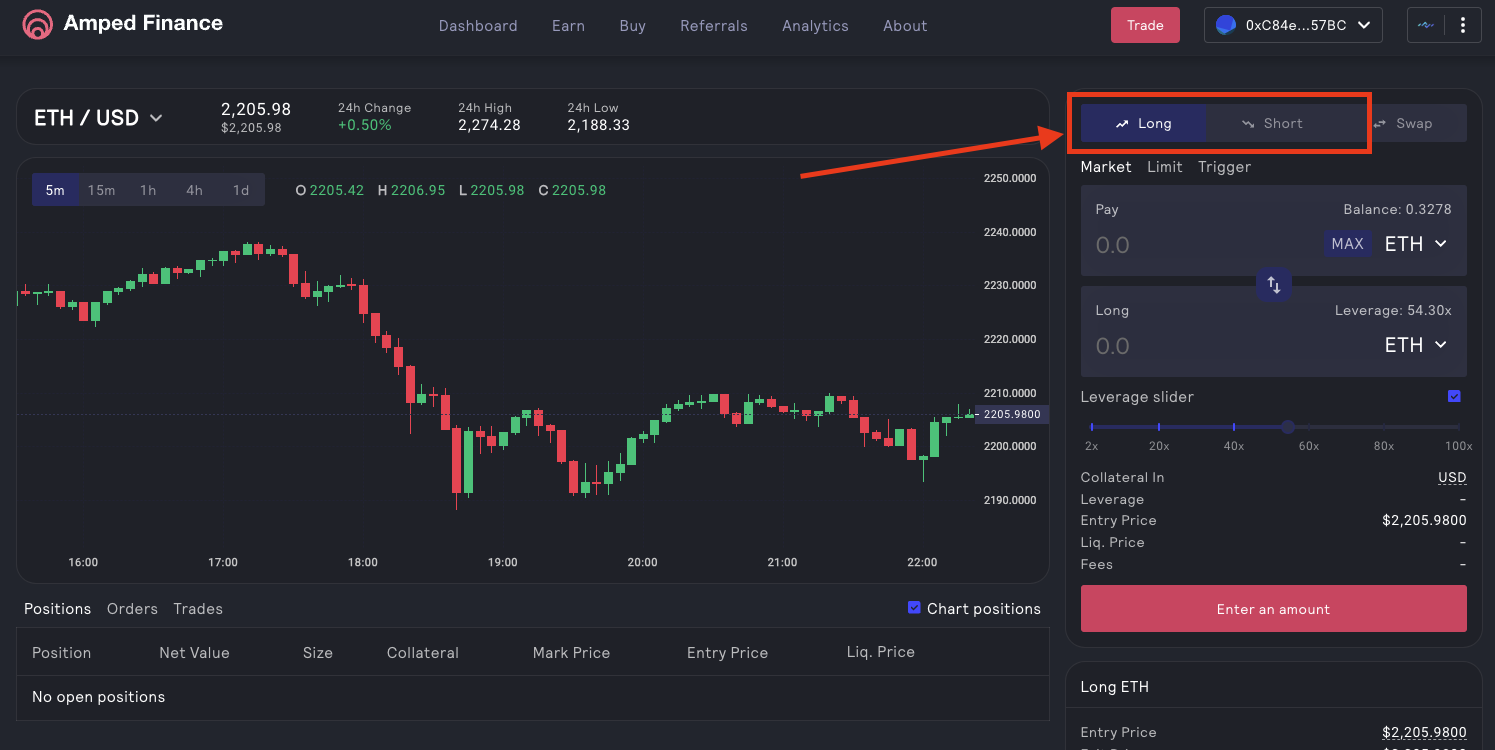 Amped Finance
Dashboard Earn Buy Referrals Analytics About
Trade
0xC84e...57BC
ETH / USD
2,205.98
$2,205.98
24h Change
+0.50%
24h High
2,274.28
24h Low
2,188.33
5m 15m 1h 4h 1d
O 2205.42 H 2206.95 L 2205.98 C 2205.98
2250.0000
2240.0000
2230.0000
2220.0000
2210.0000
2205.9800
2200.0000
2190.0000
16:00 17:00 18:00 19:00 20:00 21:00 22:00
Positions Orders Trades
Chart positions
Position Net Value Size Collateral Mark Price Entry Price Liq. Price
No open positions
Long Short Swap
Market Limit Trigger
Pay Balance: 0.3278
0.0 MAX ETH
Long Leverage: 54.30x
0.0 ETH
Leverage slider
2x 20x 40x 60x 80x 100x
Collateral In USD
Leverage -
Entry Price $2,205.9800
Liq. Price -
Fees -
Enter an amount
Long ETH
Entry Price $2,205.9800